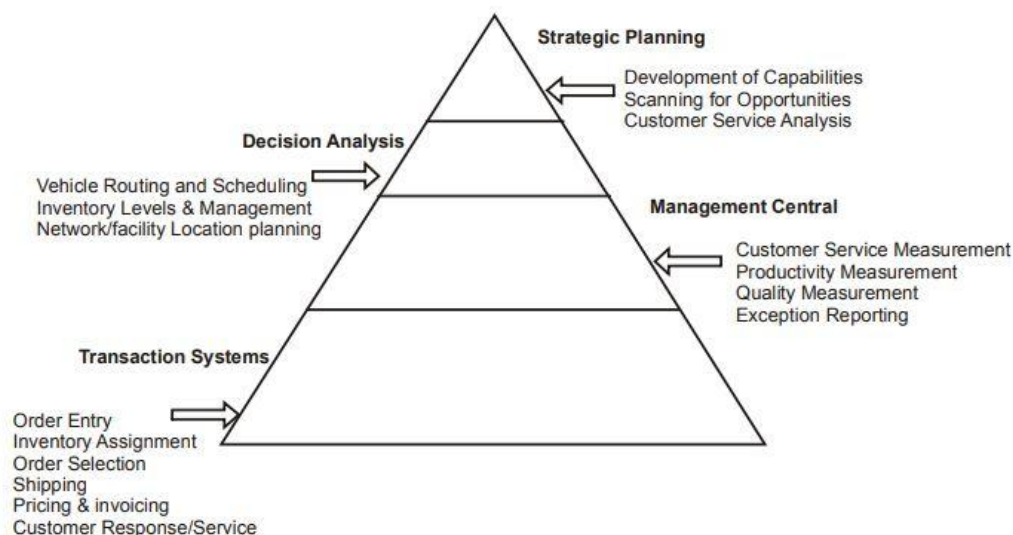 Strategic Planning
Development of Capabilities
Scanning for Opportunities
Customer Service Analysis
Decision Analysis
Vehicle Routing and Scheduling
Inventory Levels & Management
Network/facility Location planning
Management Central
Customer Service Measurement
Productivity Measurement
Quality Measurement
Exception Reporting
Transaction Systems
Order Entry
Inventory Assignment
Order Selection
Shipping
Pricing & invoicing
Customer Response/Service